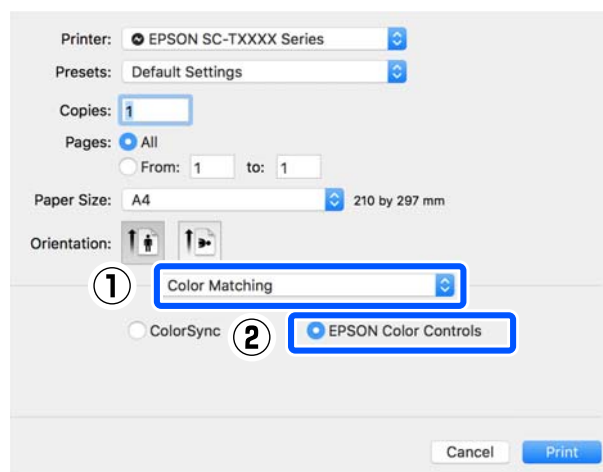 Printer: EPSON SC-TXXXX Series
Presets: Default Settings
Copies: 1
Pages: All
From: 1 to: 1
Paper Size: A4 210 by 297 mm
Orientation:
① Color Matching
ColorSync ② EPSON Color Controls
Cancel Print